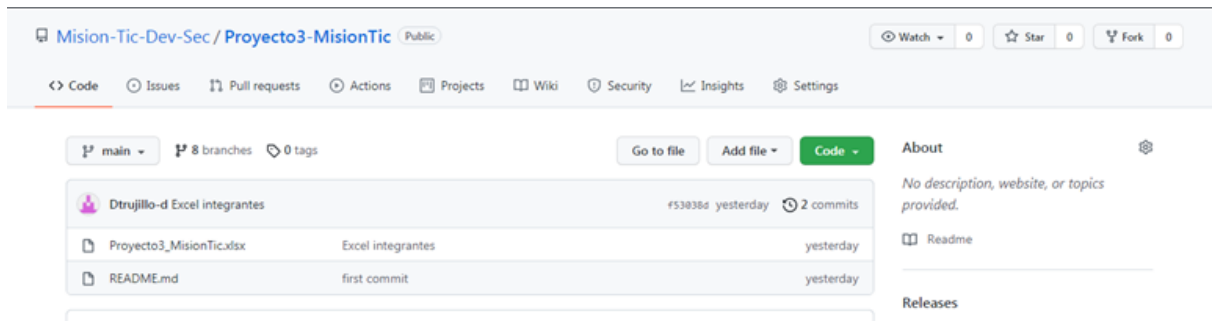 Mision-Tic-Dev-Sec / Proyecto3-MisionTic Public Watch 0 Star 0 Fork 0
Code Issues Pull requests Actions Projects Wiki Security Insights Settings
main 8 branches 0 tags Go to file Add file Code
About
No description, website, or topics
provided.
Readme
Releases
Dtrujillo-d Excel integrantes f53038d yesterday 2 commits
Proyecto3_MisionTic.xlsx Excel integrantes yesterday
README.md first commit yesterday